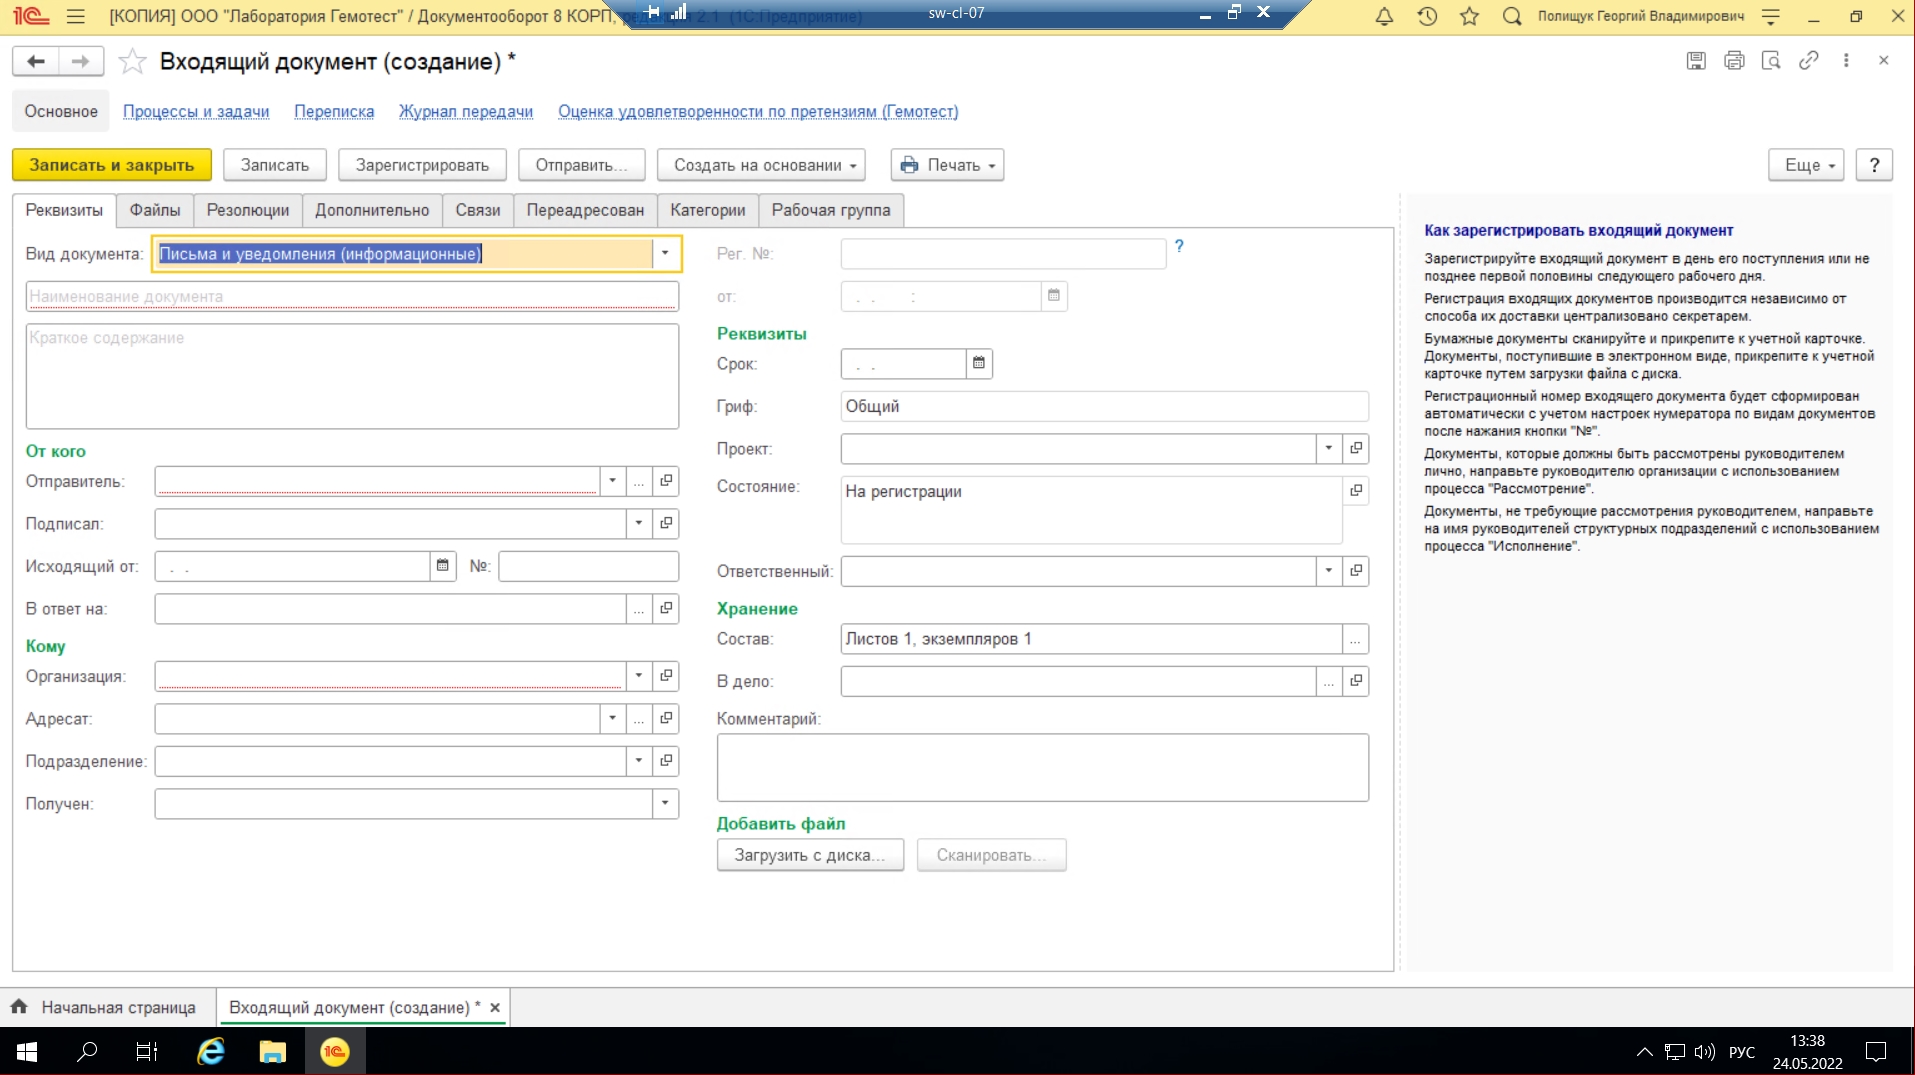 [КОПИЯ] ООО "Лаборатория Гемотест" / Документооборот 8 КОРП, редакция 2.1 (1С:Предприятие)
sw-cl-07
Полищук Георгий Владимирович
Входящий документ (создание) *
Основное Процессы и задачи Переписка Журнал передачи Оценка удовлетворенности по претензиям (Гемотест)
Записать и закрыть Записать Зарегистрировать Отправить... Создать на основании Печать Еще ?
Реквизиты Файлы Резолюции Дополнительно Связи Переадресован Категории Рабочая группа
Вид документа: Письма и уведомления (информационные)
Наименование документа
Краткое содержание
От кого
Отправитель: ...
Подписал:
Исходящий от: . . №:
В ответ на: ...
Кому
Организация:
Адресат: ...
Подразделение:
Получен:
Рег. №: ?
от: . . :
Реквизиты
Срок: . .
Гриф: Общий
Проект:
Состояние: На регистрации
Ответственный:
Хранение
Состав: Листов 1, экземпляров 1 ...
В дело: ...
Комментарий:
Добавить файл
Загрузить с диска... Сканировать...
Как зарегистрировать входящий документ
Зарегистрируйте входящий документ в день его поступления или не
позднее первой половины следующего рабочего дня.
Регистрация входящих документов производится независимо от
способа их доставки централизовано секретарем.
Бумажные документы сканируйте и прикрепите к учетной карточке.
Документы, поступившие в электронном виде, прикрепите к учетной
карточке путем загрузки файла с диска.
Регистрационный номер входящего документа будет сформирован
автоматически с учетом настроек нумератора по видам документов
после нажания кнопки "№".
Документы, которые должны быть рассмотрены руководителем
лично, направьте руководителю организации с использованием
процесса "Рассмотрение".
Документы, не требующие рассмотрения руководителем, направьте
на имя руководителей структурных подразделений с использованием
процесса "Исполнение".
Начальная страница Входящий документ (создание) *
РУС
13:38
24.05.2022